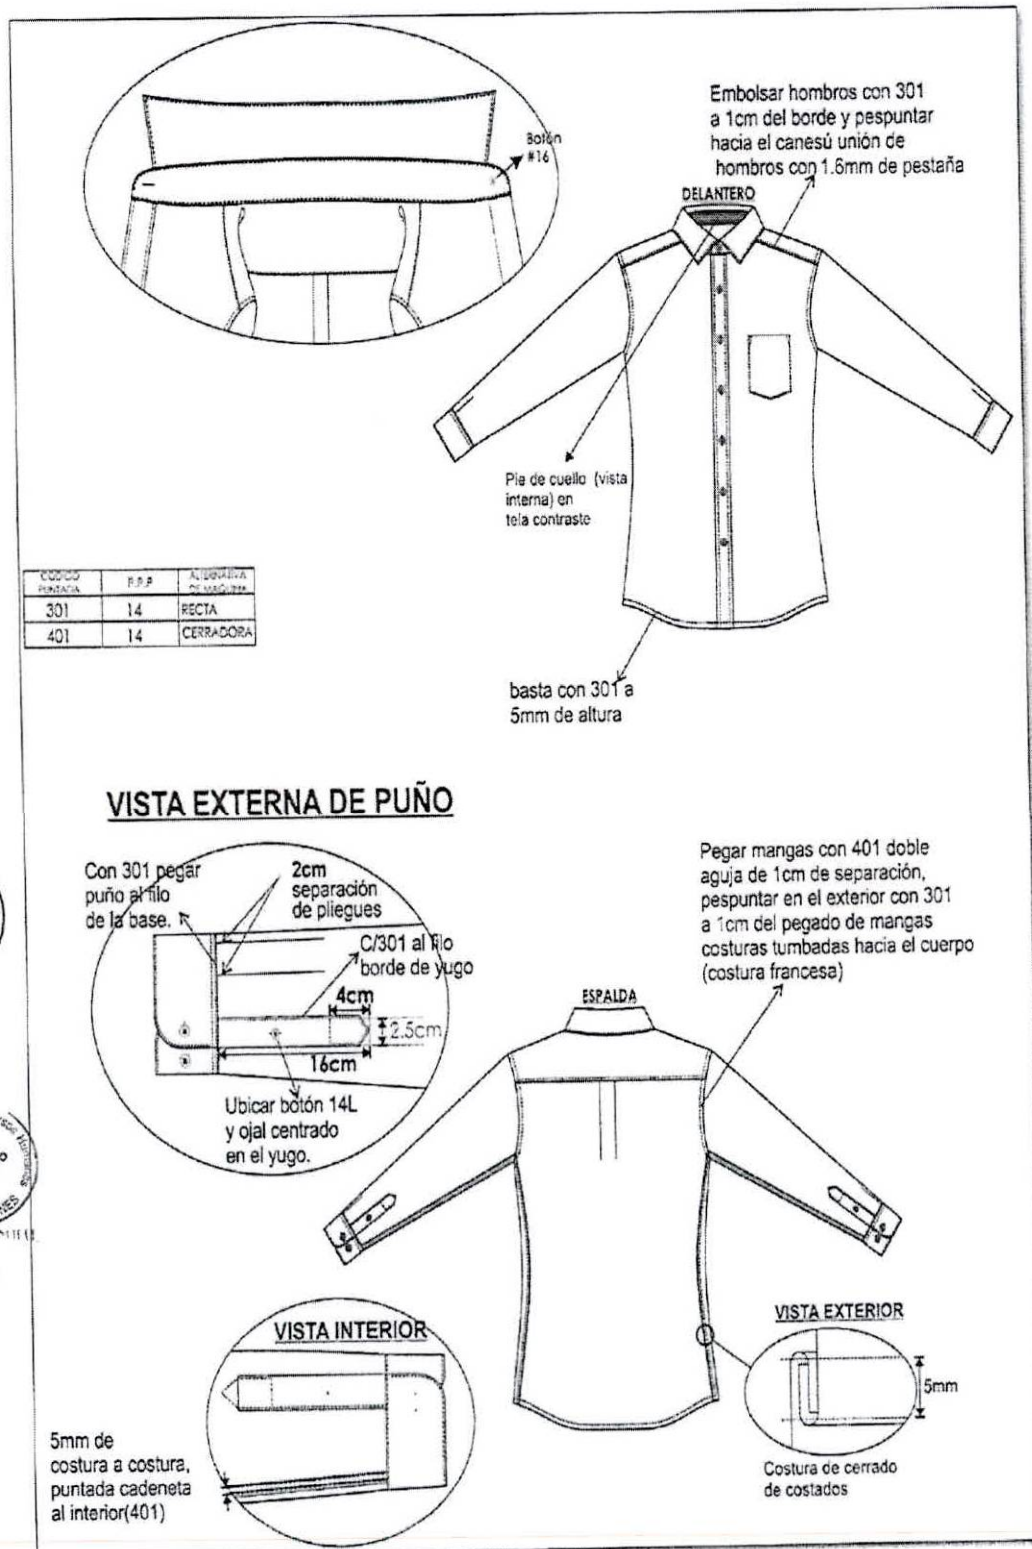 Botón
#16
Embolsar hombros con 301
a 1cm del borde y pespuntar
hacia el canesú unión de
hombros con 1.6mm de pestaña
DELANTERO
Pie de cuello (vista
interna) en
tela contraste
CODIGO PUNTADA P.P.P ALTERNATIVA DE MAQUINA
301 14 RECTA
401 14 CERRADORA
basta con 301 a
5mm de altura
VISTA EXTERNA DE PUÑO
Con 301 pegar
puño al filo
de la base.
2cm
separación
de pliegues
C/301 al filo
borde de yugo
4cm
2.5cm
16cm
Ubicar botón 14L
y ojal centrado
en el yugo.
Pegar mangas con 401 doble
aguja de 1cm de separación,
pespuntar en el exterior con 301
a 1cm del pegado de mangas
costuras tumbadas hacia el cuerpo
(costura francesa)
ESPALDA
VISTA INTERIOR
5mm de
costura a costura,
puntada cadeneta
al interior(401)
VISTA EXTERIOR
5mm
Costura de cerrado
de costados